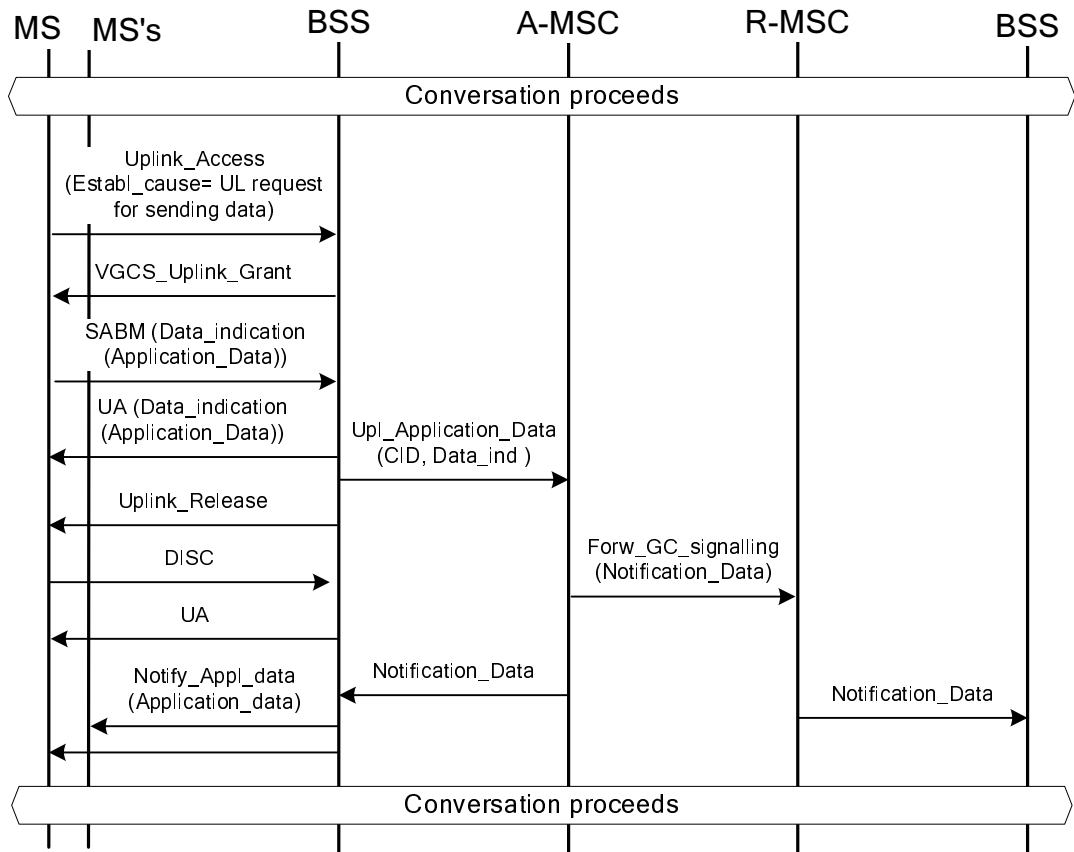 MS
MS's
BSS
A-MSC
R-MSC
BSS
Conversation proceeds
Uplink_Access
(Establ_cause= UL request
for sending data)
VGCS_Uplink_Grant
SABM (Data_indication
(Application_Data))
UA (Data_indication
(Application_Data))
Upl_Application_Data
(CID, Data_ind )
Uplink_Release
Forw_GC_signalling
(Notification_Data)
DISC
UA
Notify_Appl_data
(Application_data)
Notification_Data
Notification_Data
Conversation proceeds